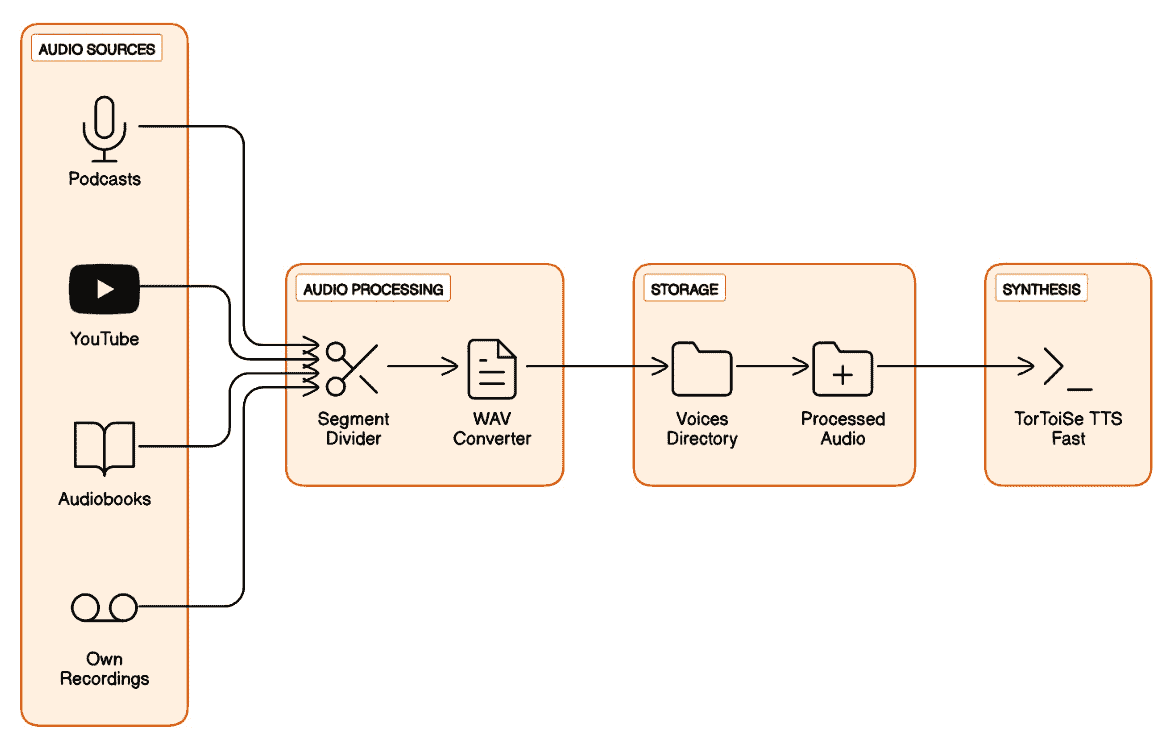 AUDIO SOURCES
Podcasts
YouTube
Audiobooks
Own
Recordings
AUDIO PROCESSING
Segment
Divider
WAV
Converter
STORAGE
Voices
Directory
Processed
Audio
SYNTHESIS
TorToiSe TTS
Fast